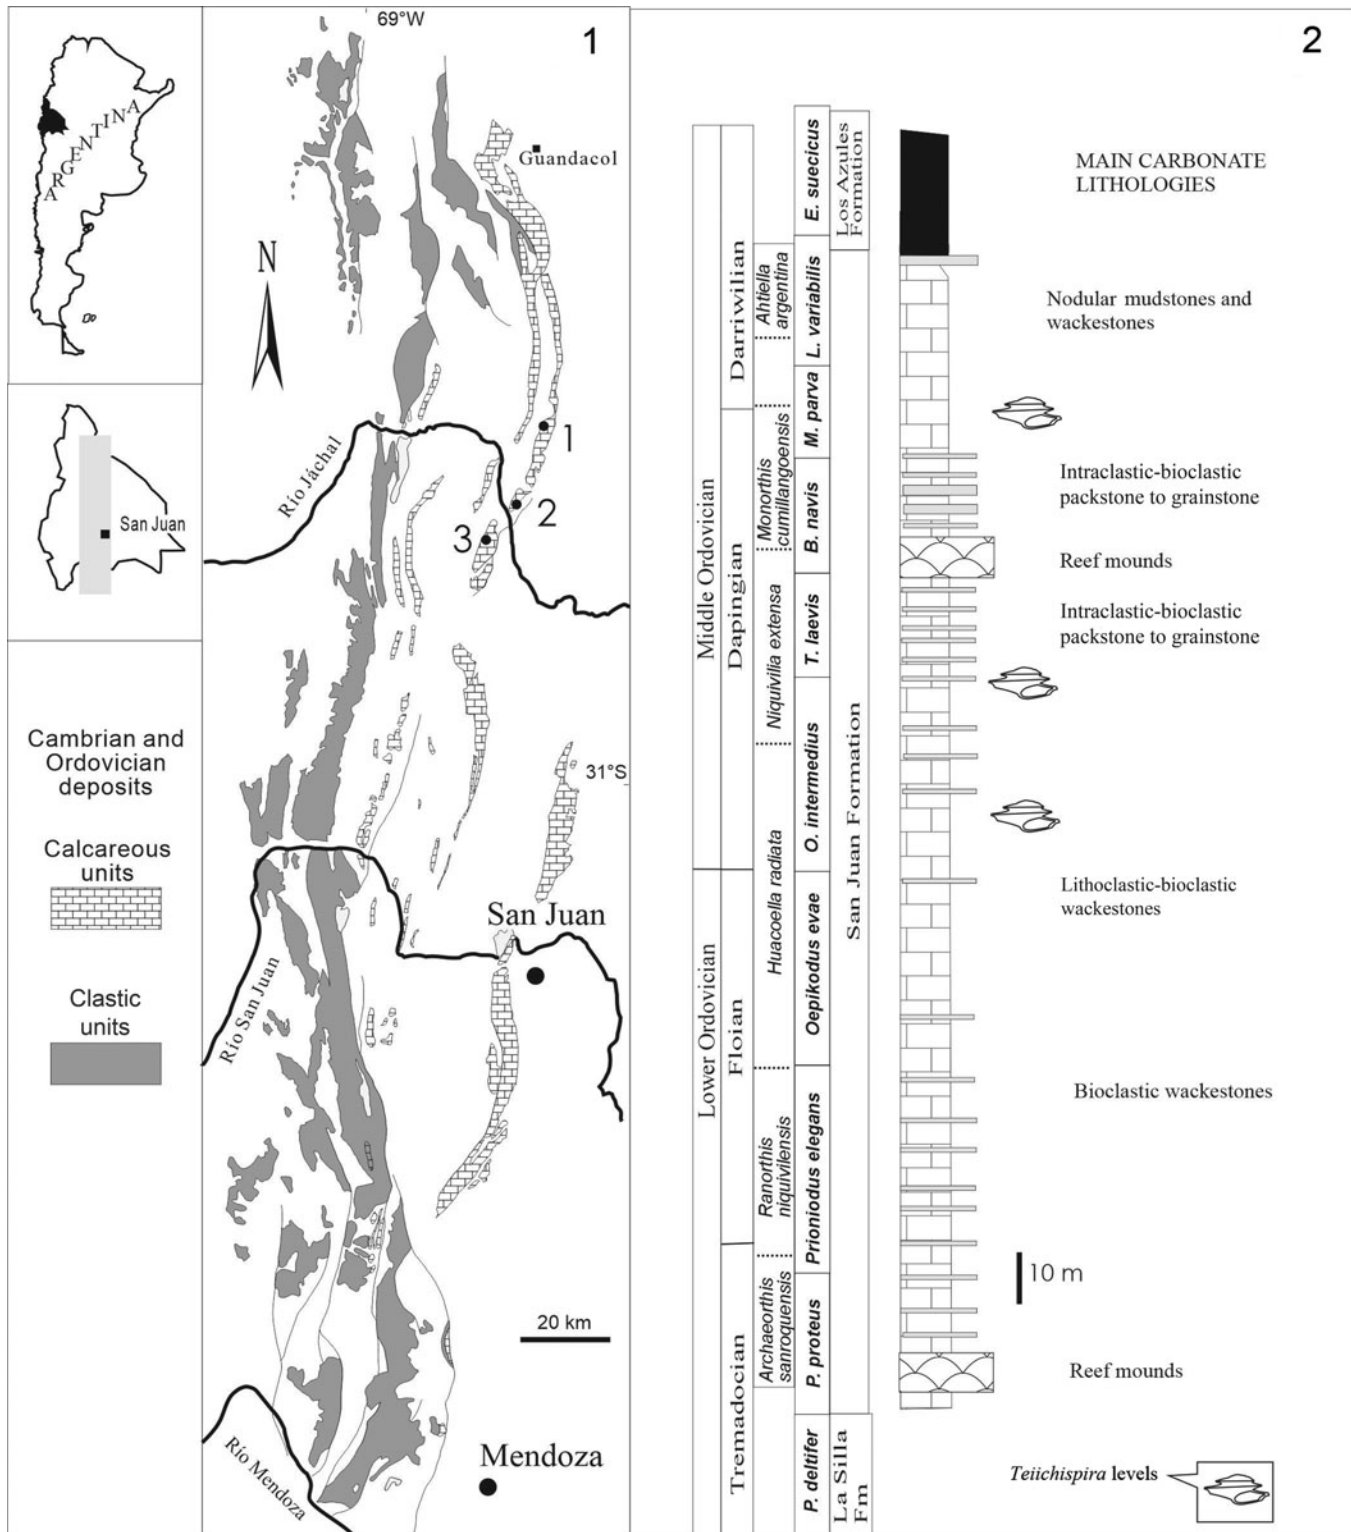 ARGENTINA
San Juan
Cambrian and
Ordovician
deposits
Calcareous
units
Clastic
units
69°W
1
Guandacol
N
Río Jáchal
1
2
3
31°S
San Juan
Río San Juan
20 km
Mendoza
Río Mendoza
2
Middle Ordovician
Lower Ordovician
Darriwilian
Dapingian
Floian
Tremadocian
Ahtiella
argentina
Monorthis
cumillangoensis
Niquivilia extensa
Huacoella radiata
Ranorthis
niquivilensis
Archaeorthis
sanroquensis
E. suecicus
L. variabilis
M. parva
B. navis
T. laevis
O. intermedius
Oepikodus evae
Prioniodus elegans
P. proteus
P. deltifer
Los Azules
Formation
San Juan Formation
La Silla
Fm
MAIN CARBONATE
LITHOLOGIES
Nodular mudstones and
wackestones
Intraclastic-bioclastic
packstone to grainstone
Reef mounds
Intraclastic-bioclastic
packstone to grainstone
Lithoclastic-bioclastic
wackestones
Bioclastic wackestones
10 m
Reef mounds
Teiichispira levels